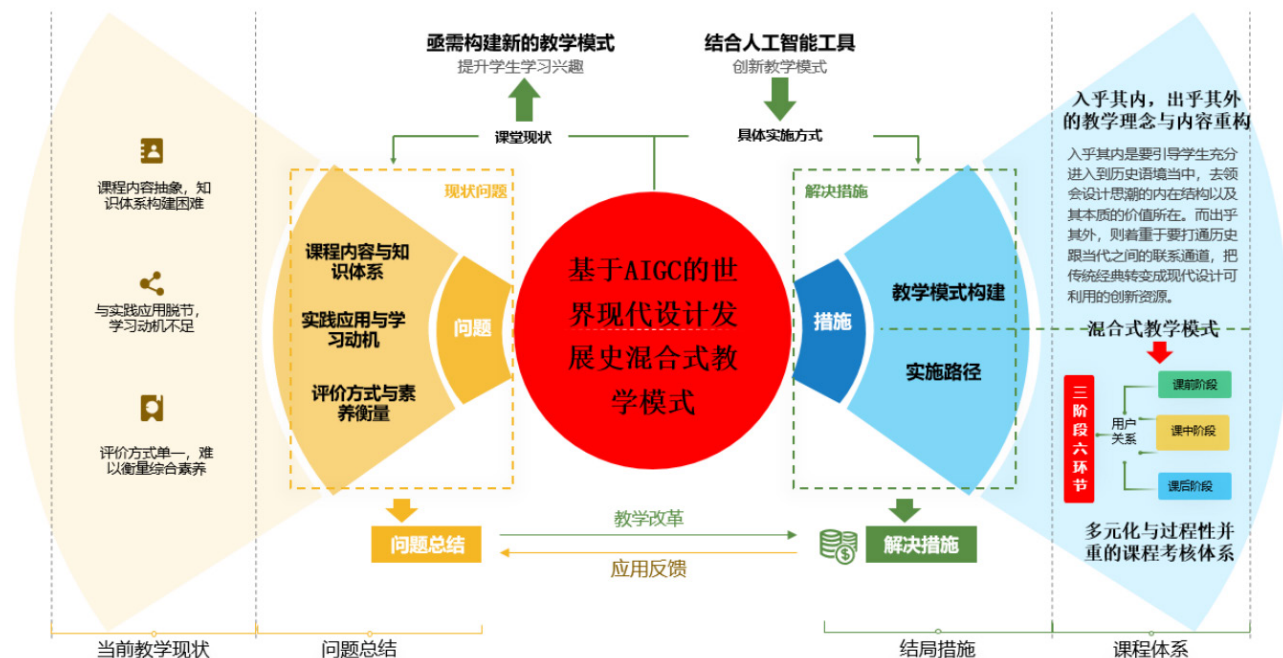 亟需构建新的教学模式
提升学生学习兴趣
结合人工智能工具
创新教学模式
课堂现状
具体实施方式
课程内容抽象，知
识体系构建困难
与实践应用脱节，
学习动机不足
评价方式单一，难
以衡量综合素养
现状问题
课程内容与知
识体系
实践应用与学
习动机
评价方式与素
养衡量
问题
基于AIGC的世
界现代设计发
展史混合式教
学模式
措施
解决措施
教学模式构建
实施路径
入乎其内，出乎其外
的教学理念与内容重构
入乎其内是要引导学生充分
进入到历史语境当中，去领
会设计思潮的内在结构以及
其本质的价值所在。而出乎
其外，则着重于要打通历史
跟当代之间的联系通道，把
传统经典转变成现代设计可
利用的创新资源。
混合式教学模式
三阶段六环节
用户
关系
课前阶段
课中阶段
课后阶段
多元化与过程性并
重的课程考核体系
问题总结
教学改革
应用反馈
解决措施
当前教学现状
问题总结
结局措施
课程体系